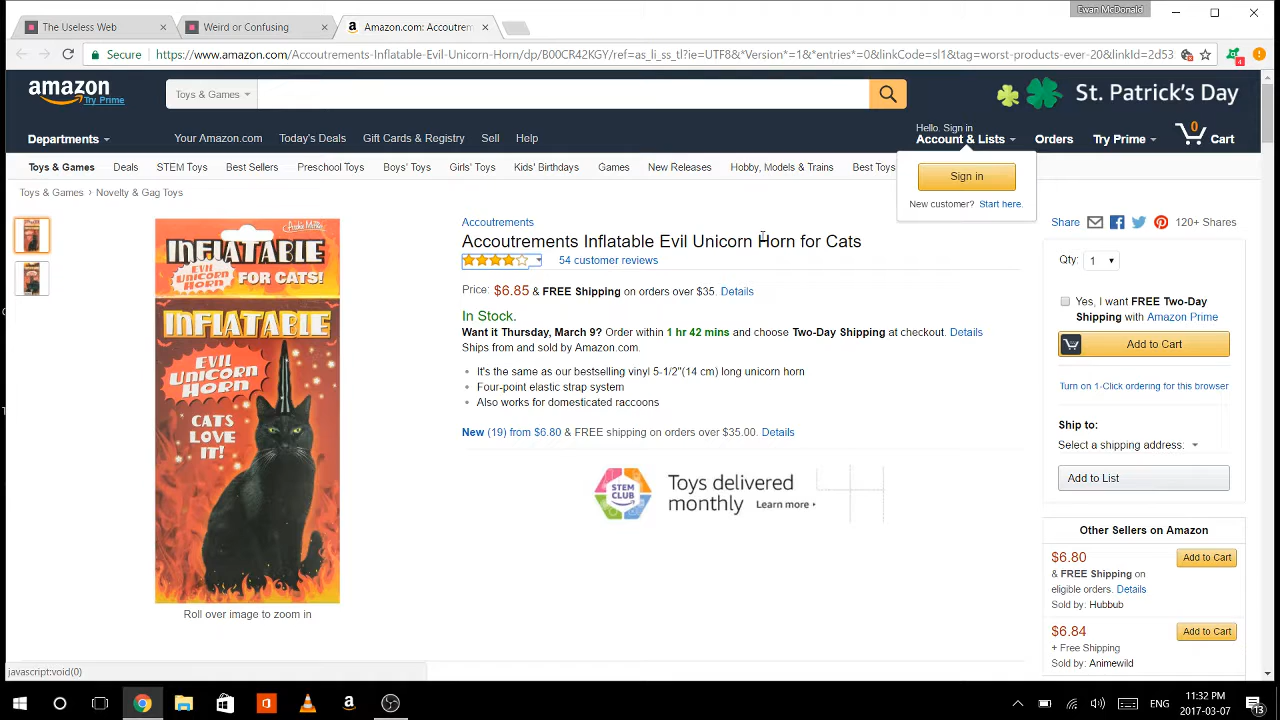 Ewan McDonald
The Useless Web
Weird or Confusing
Amazon.com: Accoutrem
Secure
https://www.amazon.com/Accoutrements-Inflatable-Evil-Unicorn-Horn/dp/B00CR42KGY/ref=as_li_ss_tl?ie=UTF8&*Version*=1&*entries*=0&linkCode=sl1&tag=worst-products-ever-20&linkId=2d53
4
amazon
Try Prime
Toys & Games
St. Patrick's Day
Departments
Your Amazon.com
Today's Deals
Gift Cards & Registry
Sell
Help
Hello. Sign in
Account & Lists
Orders
Try Prime
0
Cart
Toys & Games
Deals
STEM Toys
Best Sellers
Preschool Toys
Boys' Toys
Girls' Toys
Kids' Birthdays
Games
New Releases
Hobby, Models & Trains
Best Toys
Sign in
New customer? Start here.
Toys & Games › Novelty & Gag Toys
Archie McPhee
INFLATABLE
EVIL
UNICORN
HORN
FOR CATS!
INFLATABLE
EVIL
UNICORN
HORN
CATS
LOVE
IT!
Roll over image to zoom in
Accoutrements
Accoutrements Inflatable Evil Unicorn Horn for Cats
54 customer reviews
Price: $6.85 & FREE Shipping on orders over $35. Details
In Stock.
Want it Thursday, March 9? Order within 1 hr 42 mins and choose Two-Day Shipping at checkout. Details
Ships from and sold by Amazon.com.
• It's the same as our bestselling vinyl 5-1/2"(14 cm) long unicorn horn
• Four-point elastic strap system
• Also works for domesticated raccoons
New (19) from $6.80 & FREE shipping on orders over $35.00. Details
STEM
CLUB
Toys delivered
monthly
Learn more ›
Share
120+ Shares
Qty: 1
Yes, I want FREE Two-Day
Shipping with Amazon Prime
Add to Cart
Turn on 1-Click ordering for this browser
Ship to:
Select a shipping address:
Add to List
Other Sellers on Amazon
$6.80
Add to Cart
& FREE Shipping on
eligible orders. Details
Sold by: Hubbub
$6.84
Add to Cart
+ Free Shipping
Sold by: Animewild
javascript:void(0)
ENG
11:32 PM
2017-03-07
13